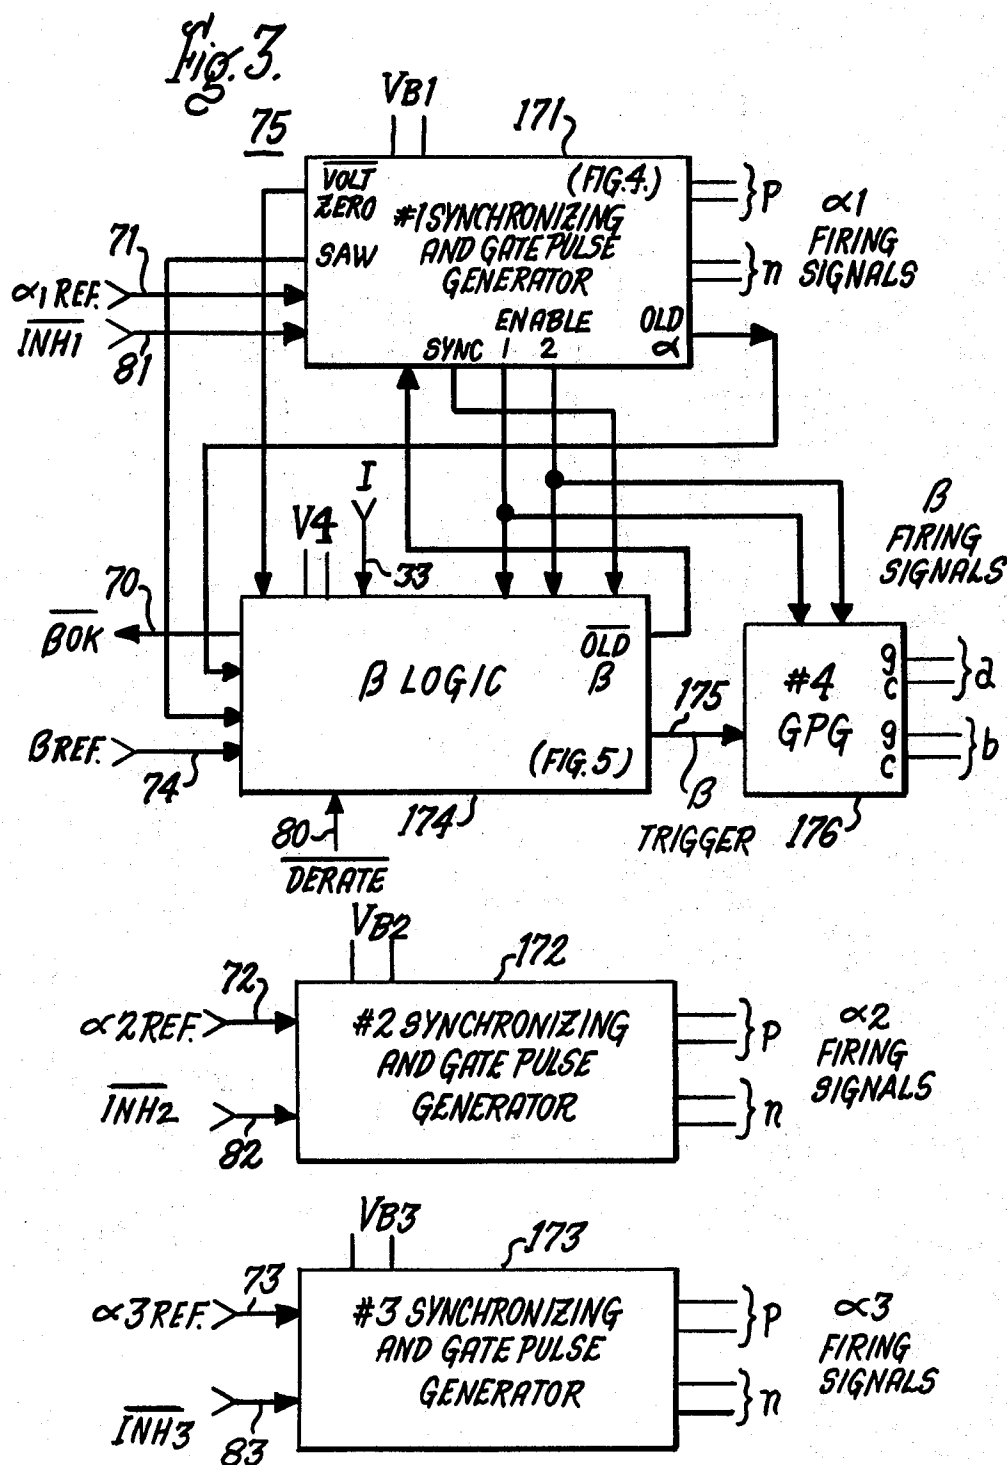 Fig. 3.
75
VB1
171
VOLT ZERO
(FIG.4.)
#1 SYNCHRONIZING
AND GATE PULSE
GENERATOR
SAW
ENABLE
SYNC 1 2
OLD
α
p
n
α1
FIRING
SIGNALS
71
α1 REF.
INH1
81
I
V4
33
70
βOK
β LOGIC
OLD
β
(FIG.5.)
β REF.
74
80
DERATE
174
175
β
TRIGGER
β
FIRING
SIGNALS
#4
GPG
g
c
a
g
c
b
176
VB2
172
72
α2 REF.
INH2
82
#2 SYNCHRONIZING
AND GATE PULSE
GENERATOR
p
n
α2
FIRING
SIGNALS
VB3
173
73
α3 REF.
INH3
83
#3 SYNCHRONIZING
AND GATE PULSE
GENERATOR
p
n
α3
FIRING
SIGNALS